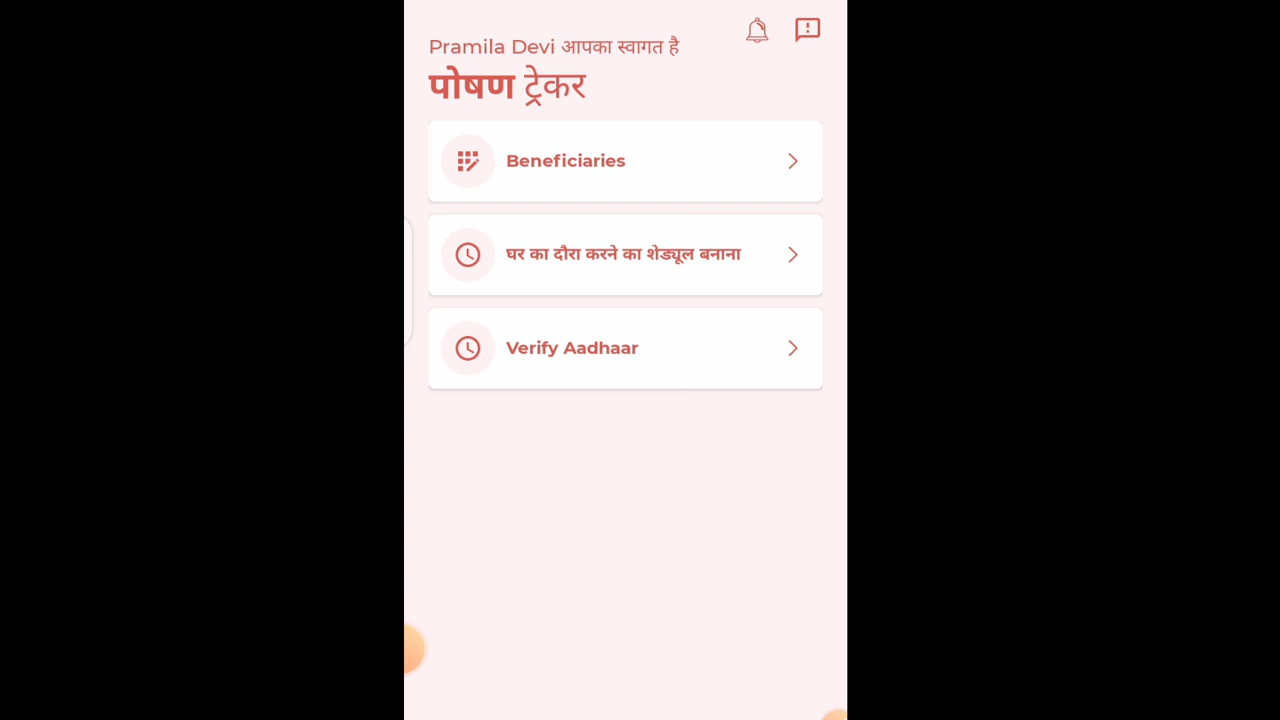 Pramila Devi आपका स्वागत है
पोषण ट्रेकर
Beneficiaries
घर का दौरा करने का शेड्यूल बनाना
Verify Aadhaar